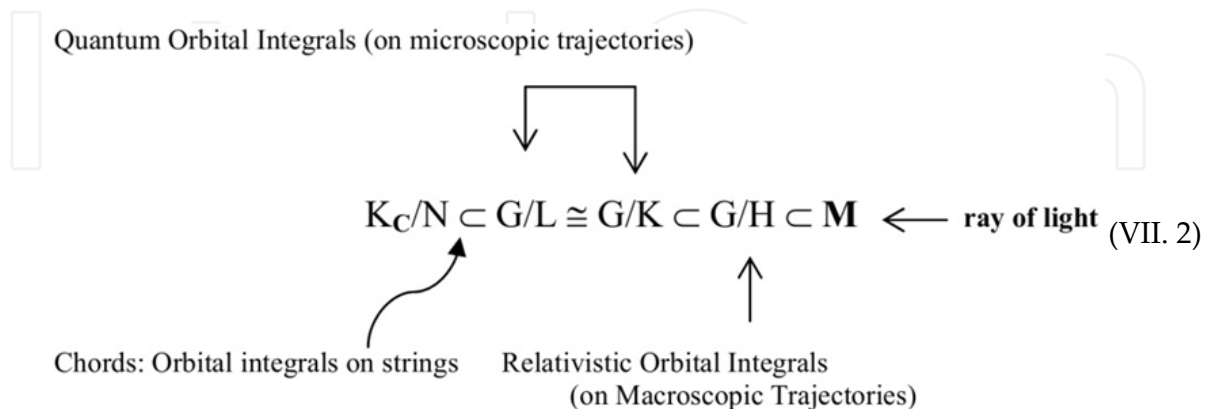 Quantum Orbital Integrals (on microscopic trajectories)
K_C/N ⊂ G/L ≅ G/K ⊂ G/H ⊂ M ← ray of light (VII. 2)
Chords: Orbital integrals on strings Relativistic Orbital Integrals
(on Macroscopic Trajectories)